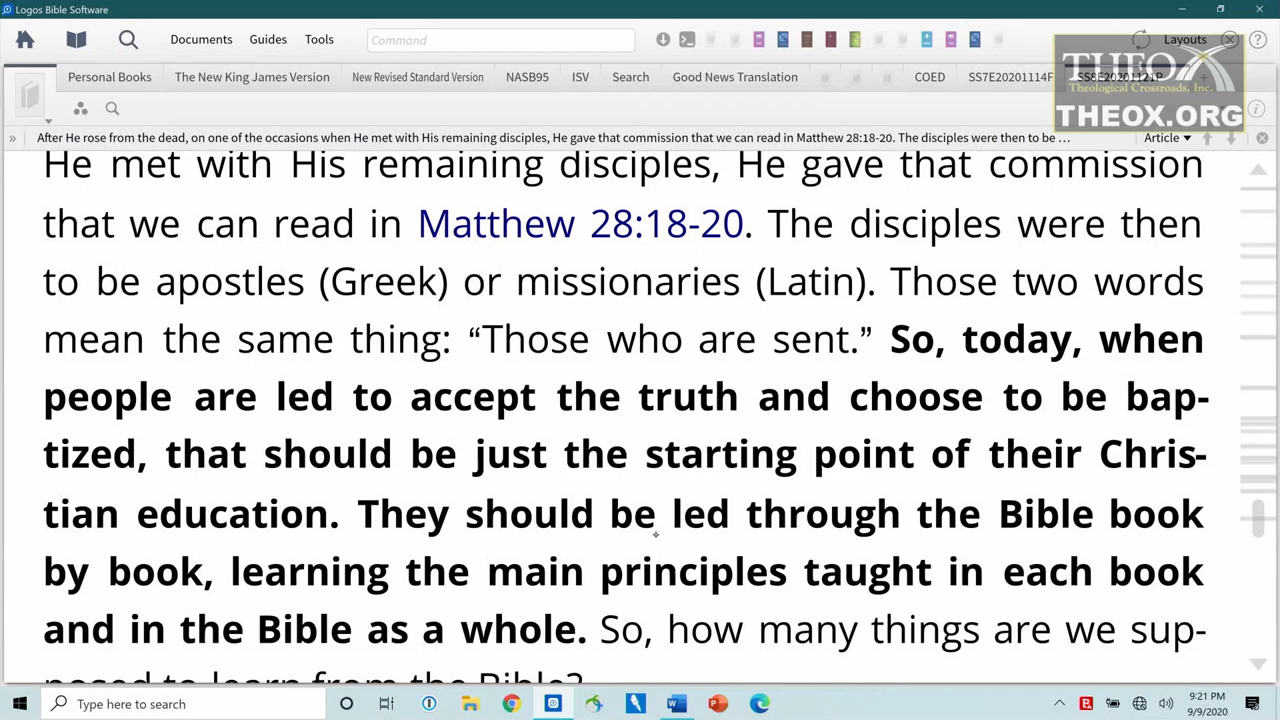 Logos Bible Software
Documents Guides Tools Command Layouts
Personal Books The New King James Version New Revised Standard Version NASB95 ISV Search Good News Translation COED SS7E20201114F SS8E20201121P
THEOX
Theological Crossroads, Inc.
THEOX.ORG
» After He rose from the dead, on one of the occasions when He met with His remaining disciples, He gave that commission that we can read in Matthew 28:18-20. The disciples were then to be ... Article
He met with His remaining disciples, He gave that commission
that we can read in Matthew 28:18-20. The disciples were then
to be apostles (Greek) or missionaries (Latin). Those two words
mean the same thing: “Those who are sent.” So, today, when
people are led to accept the truth and choose to be bap-
tized, that should be just the starting point of their Chris-
tian education. They should be led through the Bible book
by book, learning the main principles taught in each book
and in the Bible as a whole. So, how many things are we sup-
posed to learn from the Bible?
Type here to search
9:21 PM
9/9/2020